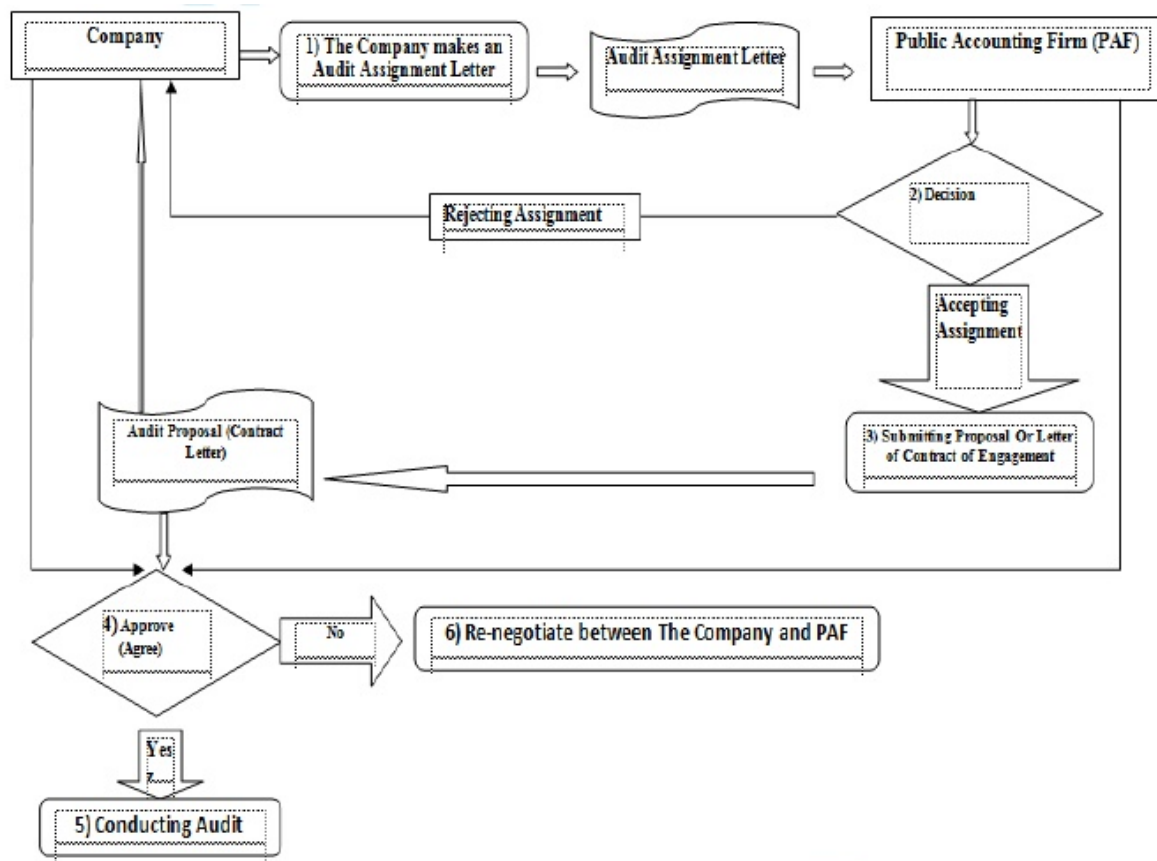 Company
1) The Company makes an
Audit Assignment Letter
Audit Assignment Letter
Public Accounting Firm (PAF)
2) Decision
Rejecting Assignment
Accepting
Assignment
Audit Proposal (Contract
Letter)
3) Submitting Proposal Or Letter
of Contract of Engagement
4) Approve
(Agree)
No
6) Re-negotiate between The Company and PAF
Yes
5) Conducting Audit